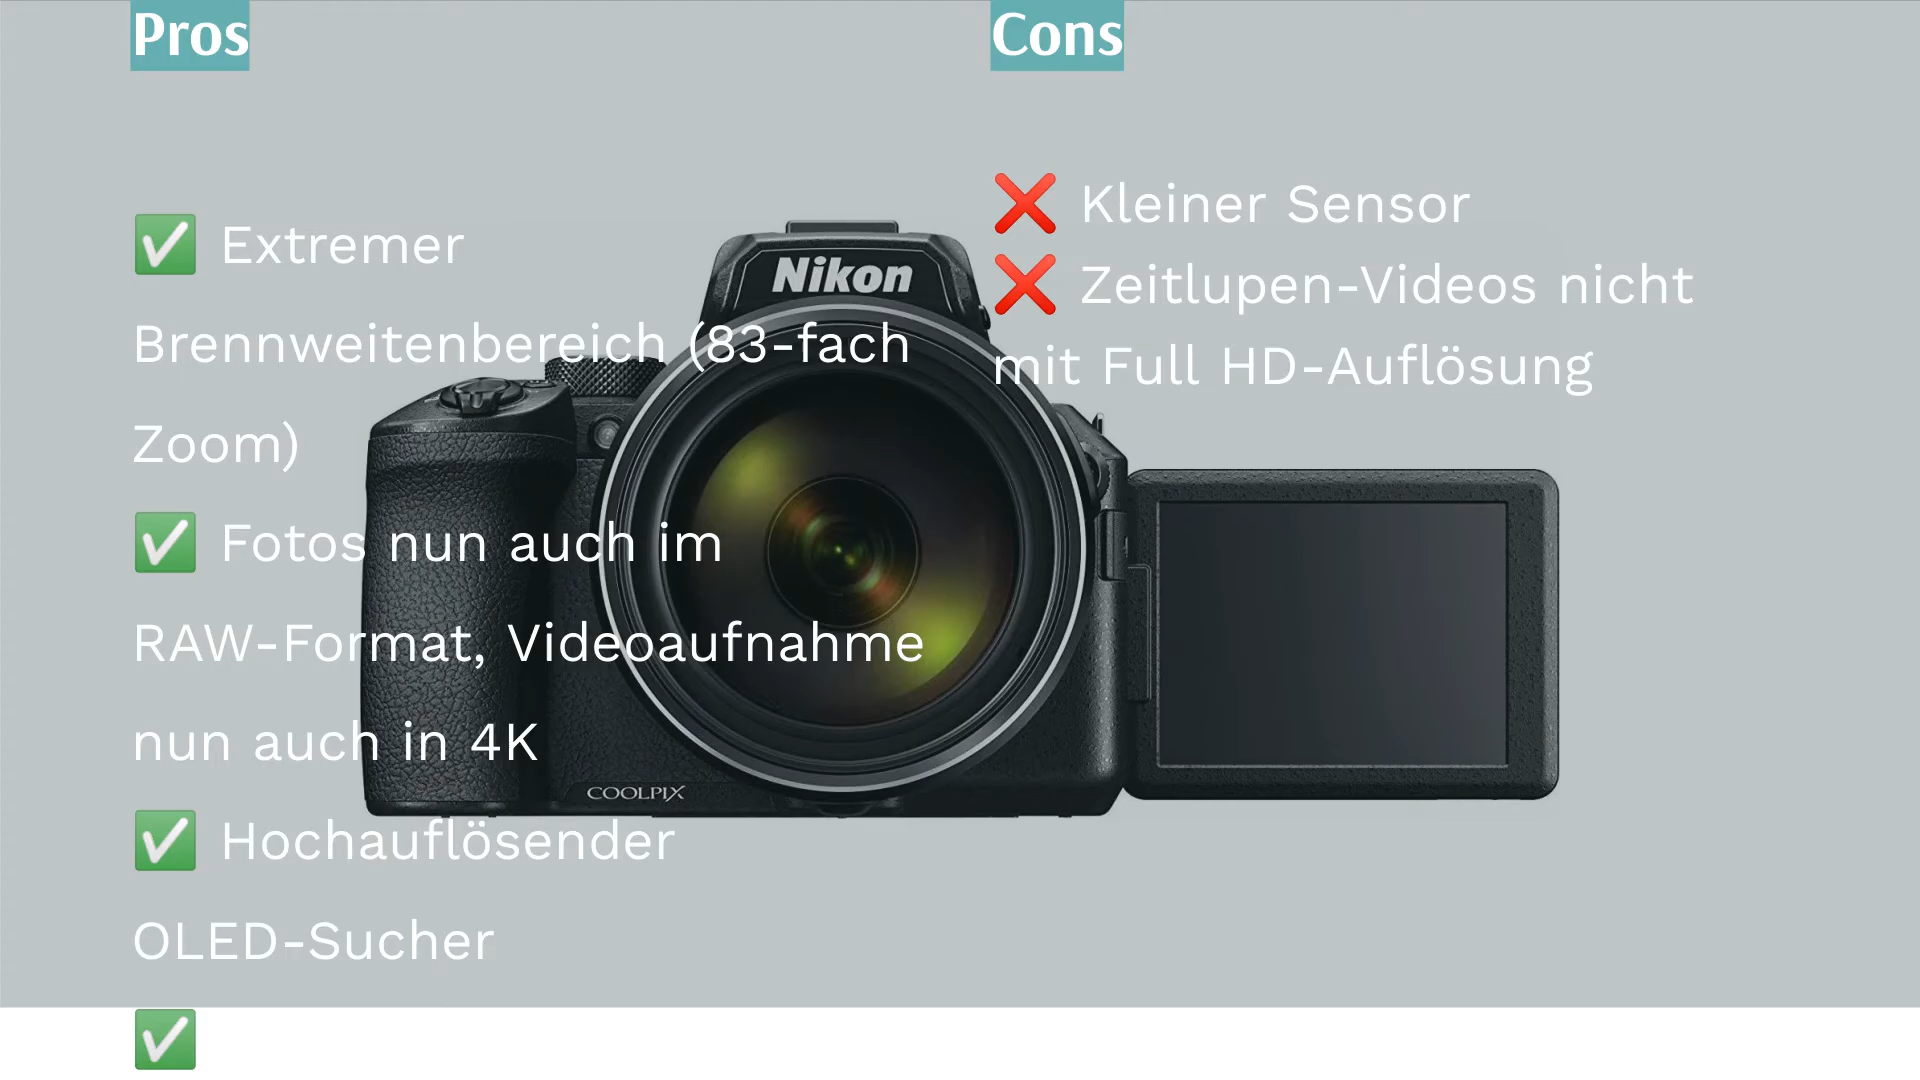 Pros
✅ Extremer
Brennweitenbereich (83-fach
Zoom)
✅ Fotos nun auch im
RAW-Format, Videoaufnahme
nun auch in 4K
✅ Hochauflösender
OLED-Sucher
✅
Cons
❌ Kleiner Sensor
❌ Zeitlupen-Videos nicht
mit Full HD-Auflösung
Nikon
COOLPIX